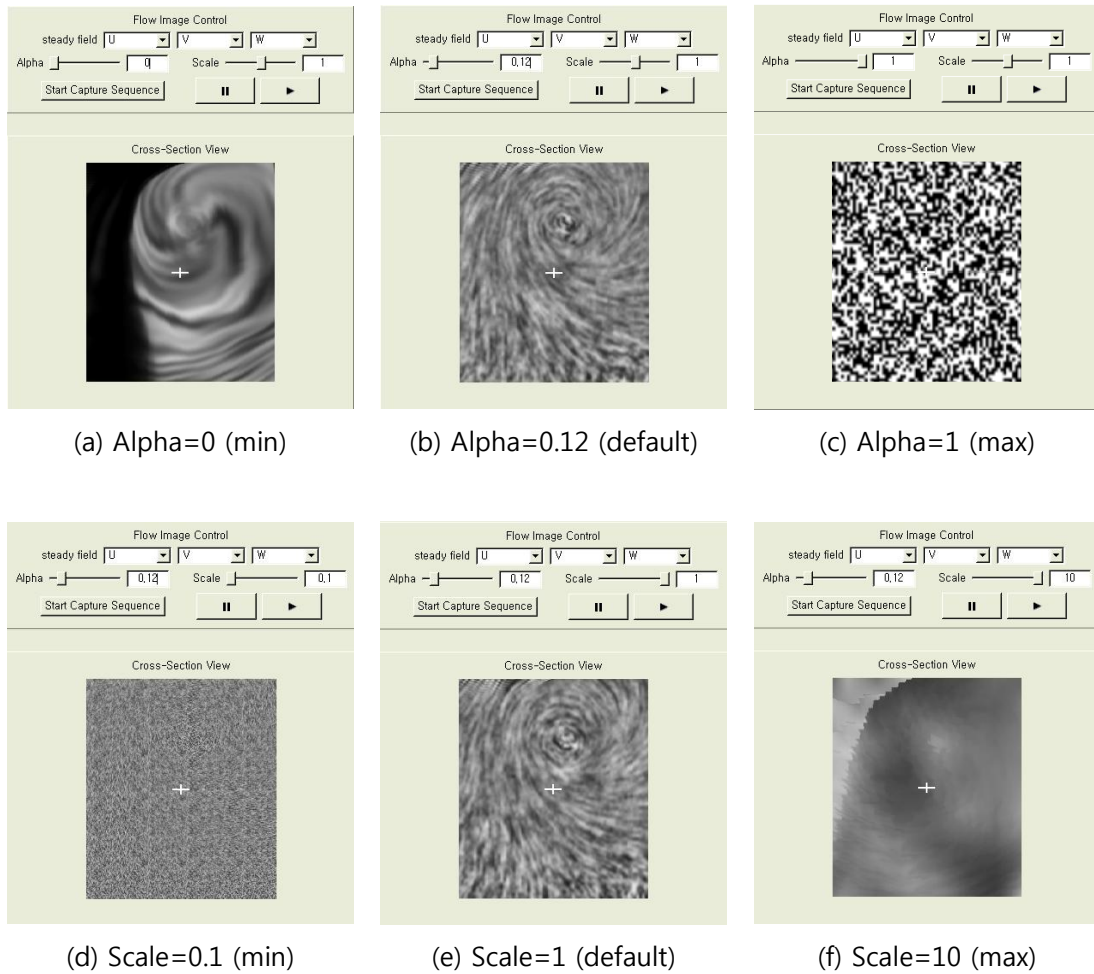 Flow Image Control
steady field U V W
Alpha 0 Scale 1
Start Capture Sequence
Cross-Section View
(a) Alpha=0 (min)
Flow Image Control
steady field U V W
Alpha 0,12 Scale 1
Start Capture Sequence
Cross-Section View
(b) Alpha=0.12 (default)
Flow Image Control
steady field U V W
Alpha 1 Scale 1
Start Capture Sequence
Cross-Section View
(c) Alpha=1 (max)
Flow Image Control
steady field U V W
Alpha 0,12 Scale 0,1
Start Capture Sequence
Cross-Section View
(d) Scale=0.1 (min)
Flow Image Control
steady field U V W
Alpha 0,12 Scale 1
Start Capture Sequence
Cross-Section View
(e) Scale=1 (default)
Flow Image Control
steady field U V W
Alpha 0,12 Scale 10
Start Capture Sequence
Cross-Section View
(f) Scale=10 (max)